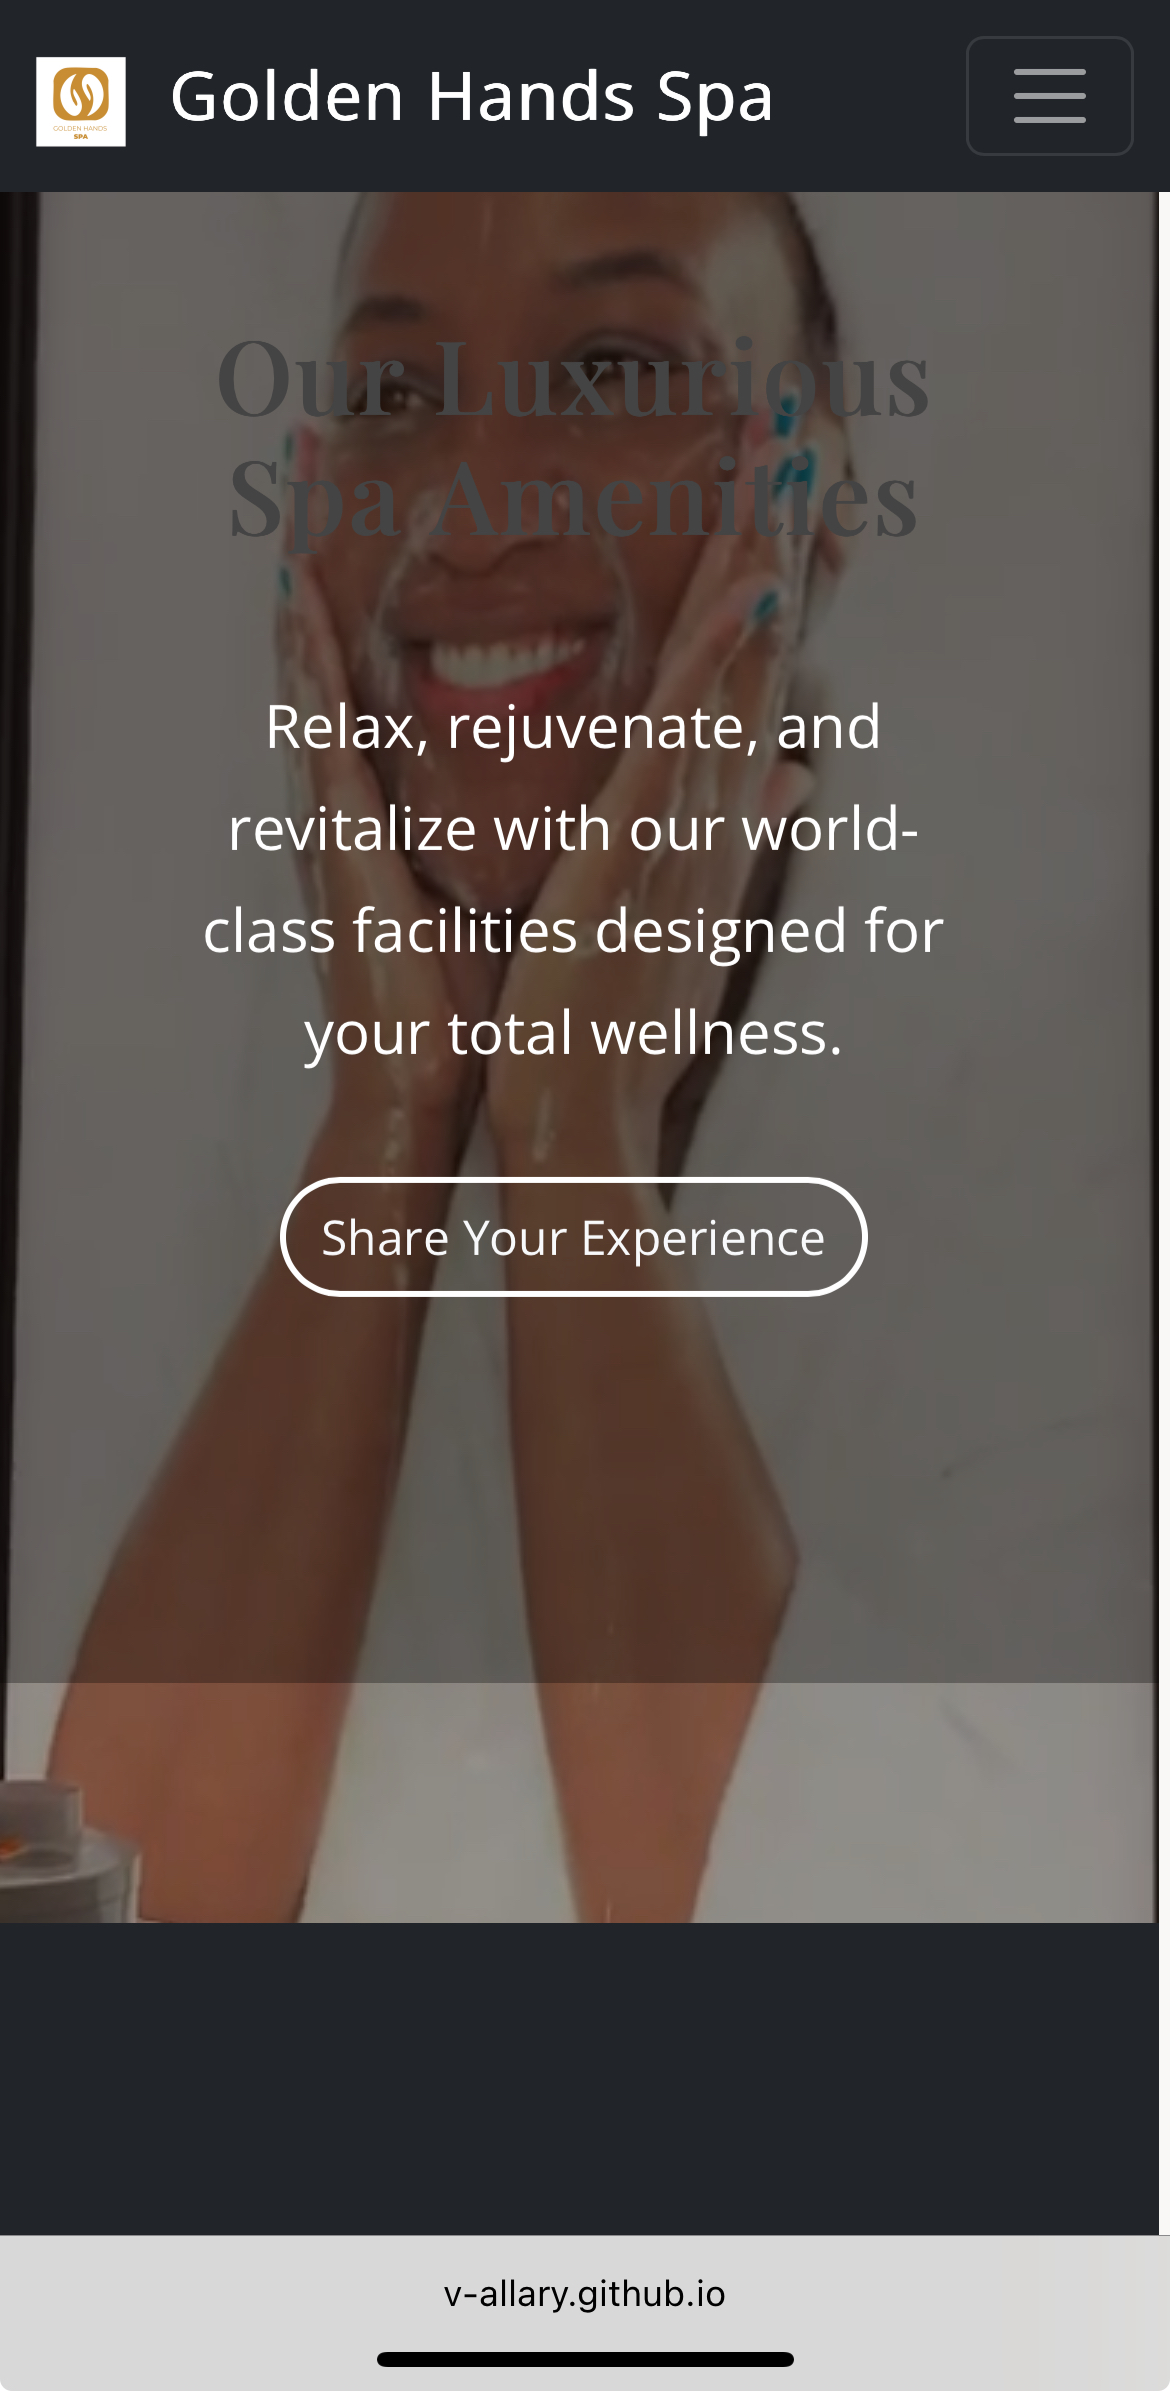 GOLDEN HANDS
SPA
Golden Hands Spa
Our Luxurious
Spa Amenities
Relax, rejuvenate, and
revitalize with our world-
class facilities designed for
your total wellness.
Share Your Experience
v-allary.github.io